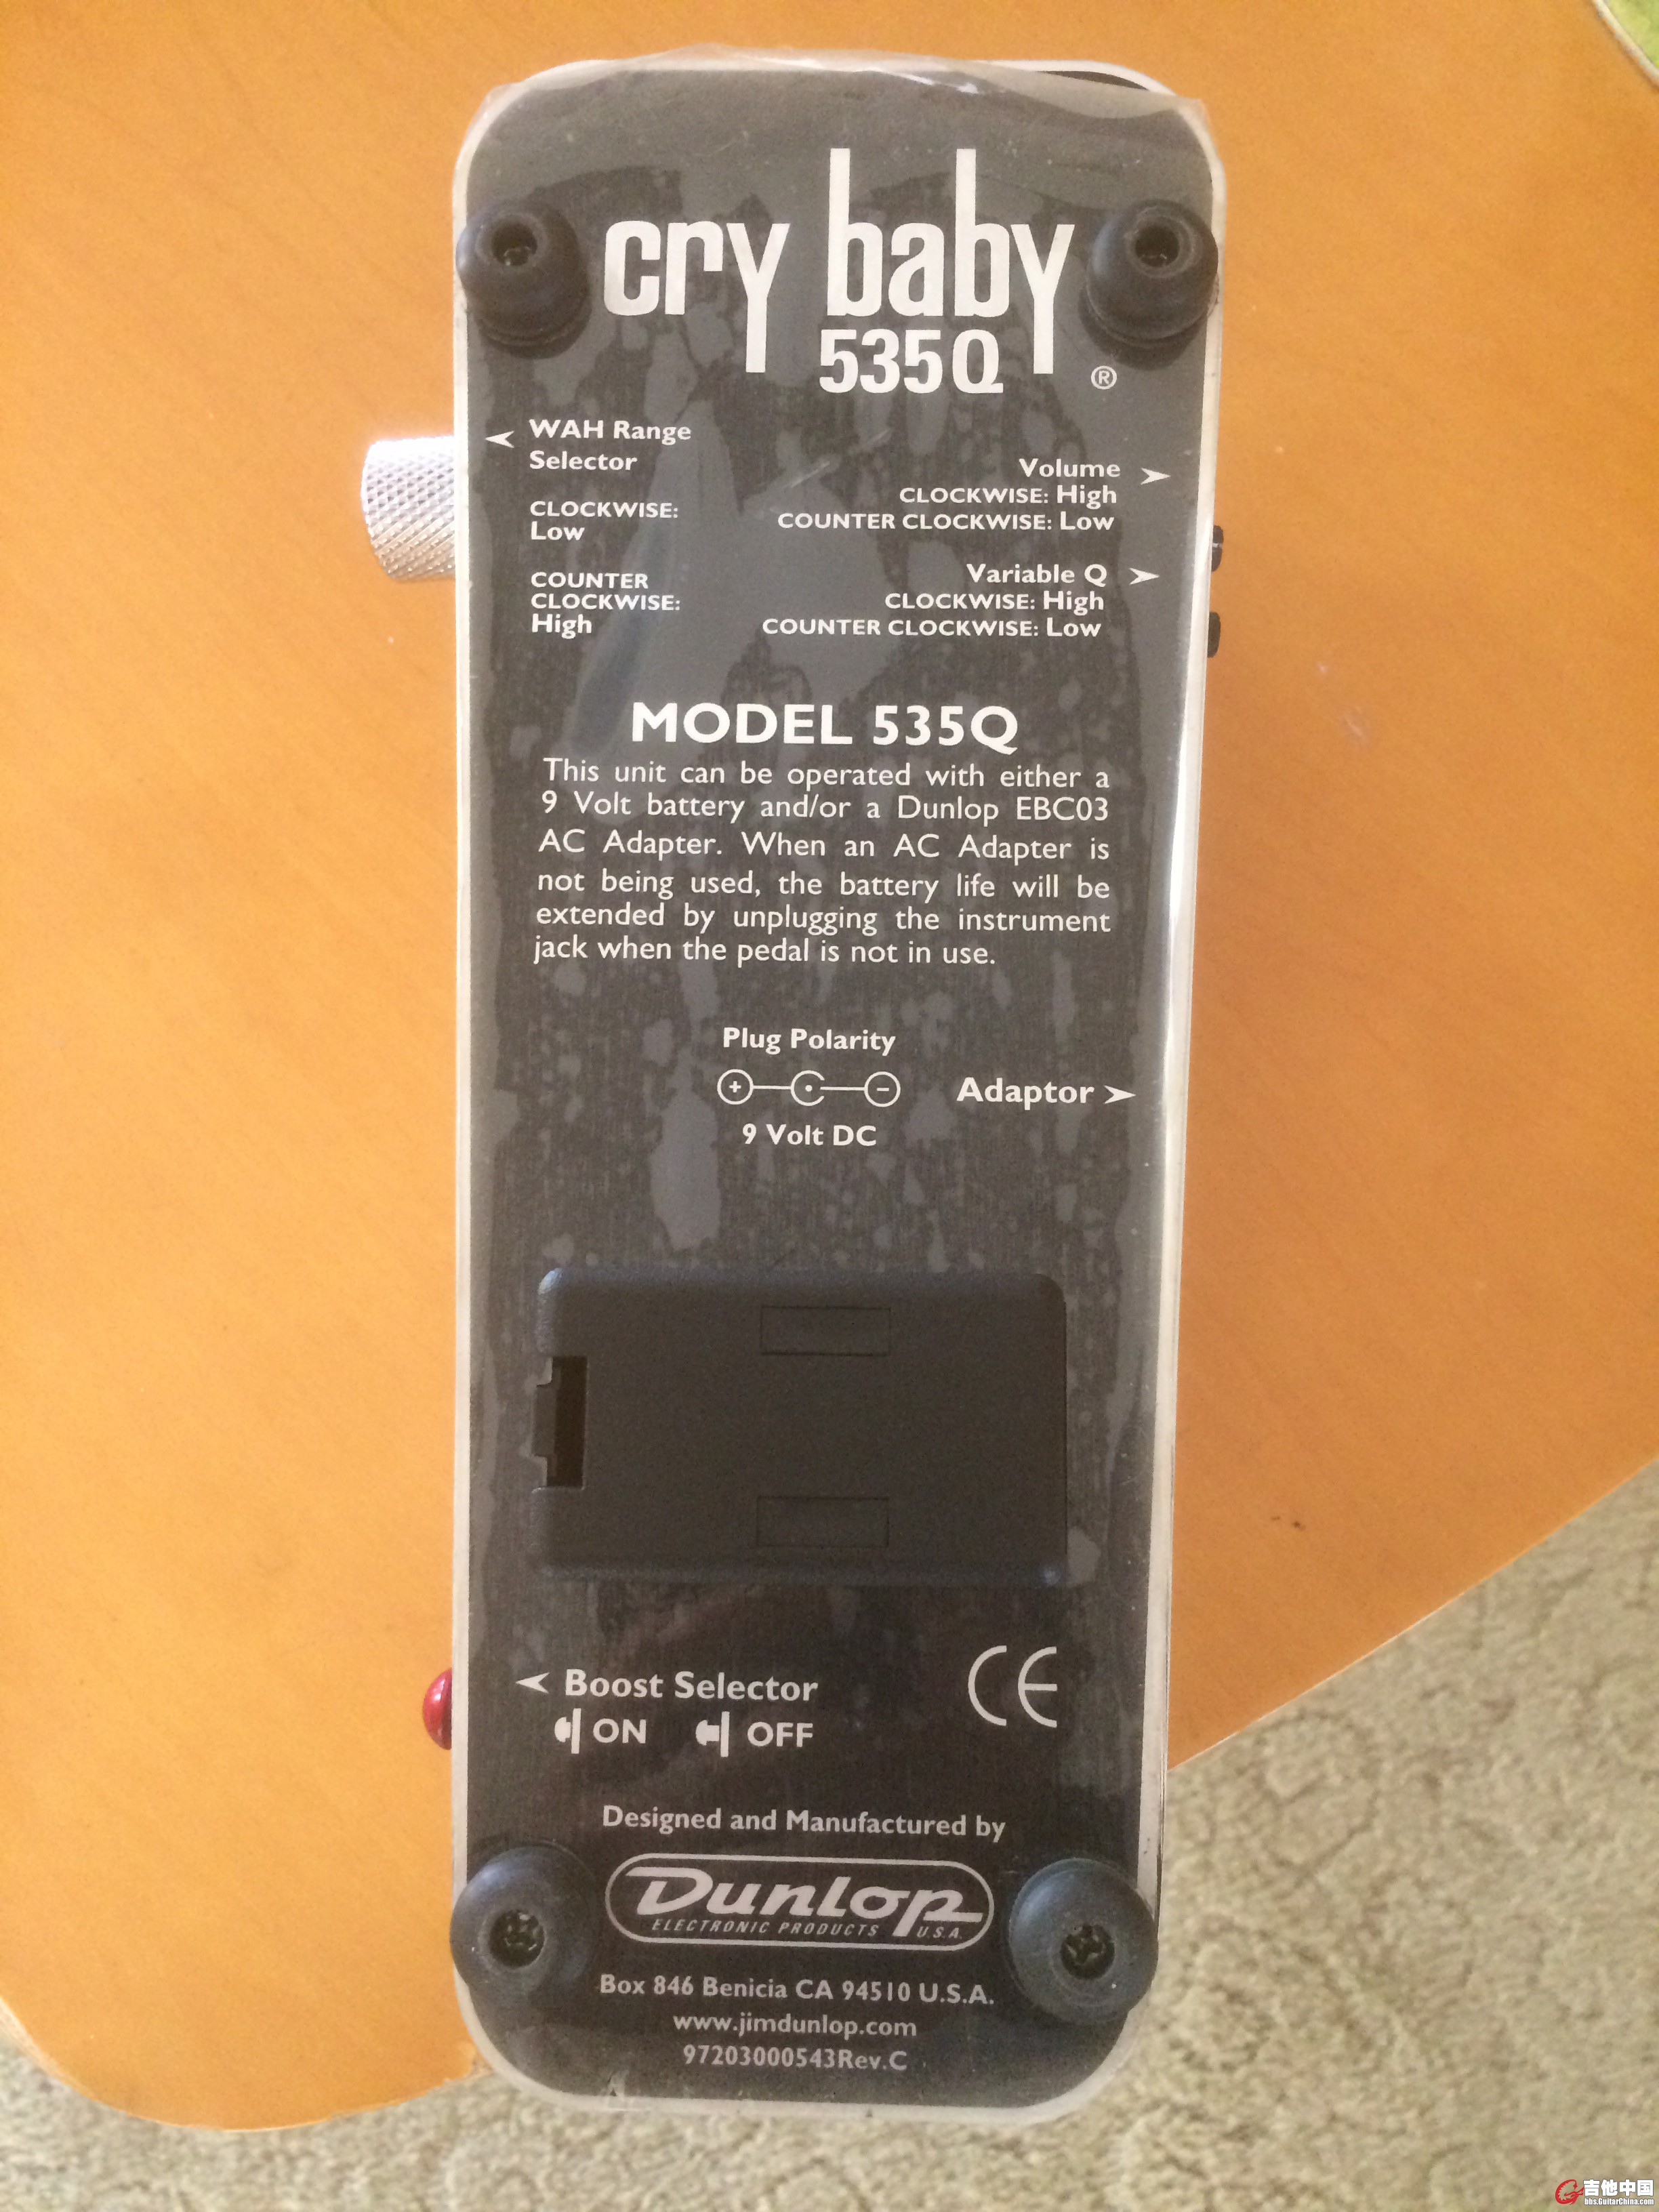 cry baby
535Q
®
WAH Range
Selector
CLOCKWISE:
Low
COUNTER
CLOCKWISE:
High
Volume
CLOCKWISE: High
COUNTER CLOCKWISE: Low
Variable Q
CLOCKWISE: High
COUNTER CLOCKWISE: Low
MODEL 535Q
This unit can be operated with either a
9 Volt battery and/or a Dunlop EBC03
AC Adapter. When an AC Adapter is
not being used, the battery life will be
extended by unplugging the instrument
jack when the pedal is not in use.
Plug Polarity
+ −
Adaptor
9 Volt DC
Boost Selector
ON OFF
CE
Designed and Manufactured by
Dunlop
ELECTRONIC PRODUCTS U.S.A.
Box 846 Benicia CA 94510 U.S.A.
www.jimdunlop.com
97203000543Rev.C
吉他中国
bbs.GuitarChina.com